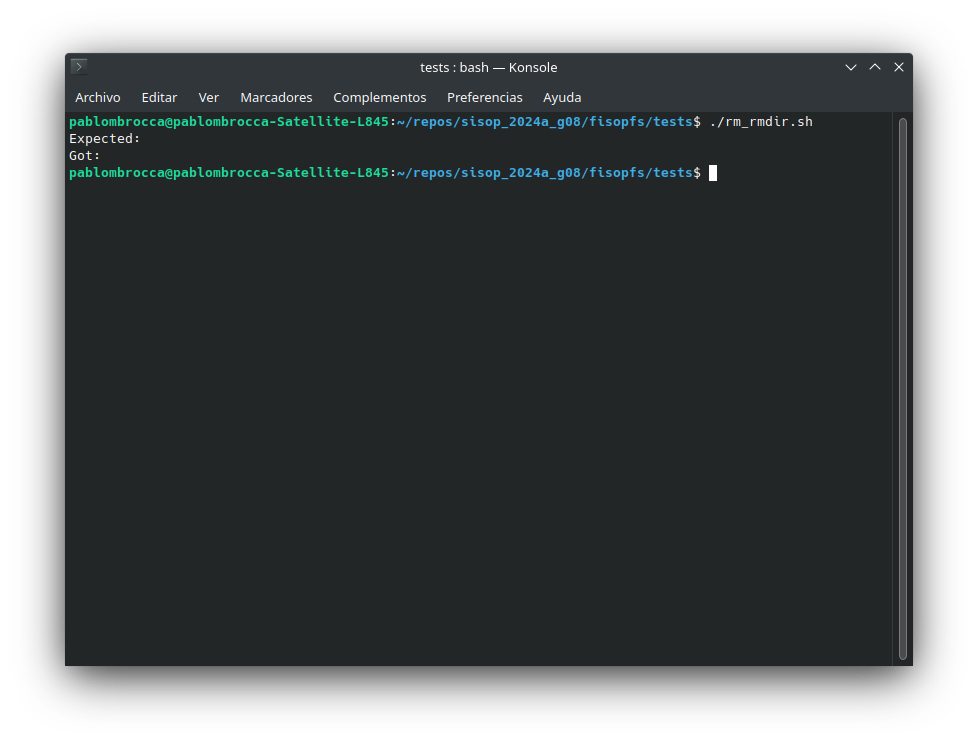 tests : bash — Konsole
Archivo Editar Ver Marcadores Complementos Preferencias Ayuda
pablombrocca@pablombrocca-Satellite-L845:~/repos/sisop_2024a_g08/fisopfs/tests$ ./rm_rmdir.sh
Expected:
Got:
pablombrocca@pablombrocca-Satellite-L845:~/repos/sisop_2024a_g08/fisopfs/tests$